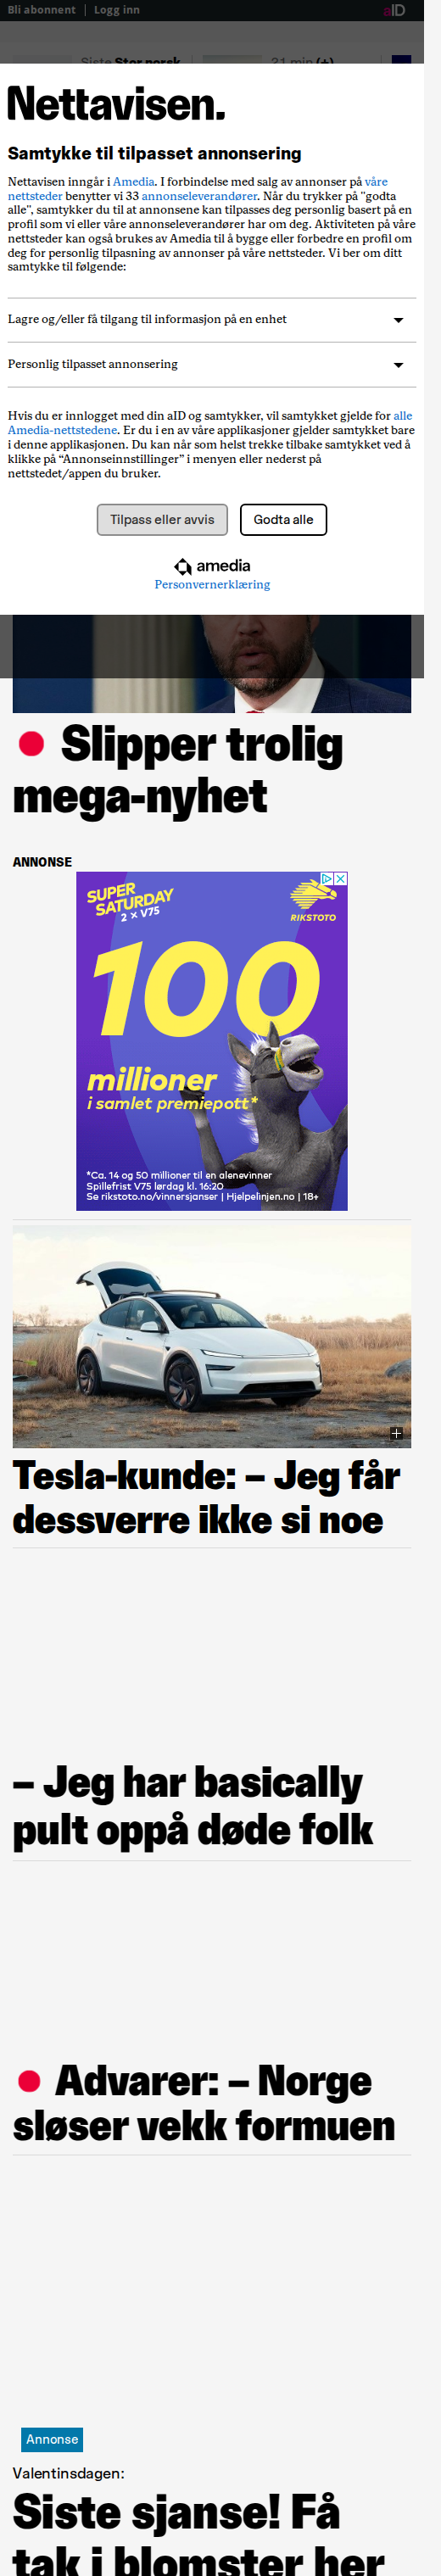 Bli abonnent
Logg inn
aID
Siste Stor norsk
21 min (+)
Nettavisen.
Samtykke til tilpasset annonsering
Nettavisen inngår i Amedia. I forbindelse med salg av annonser på våre
nettsteder benytter vi 33 annonseleverandører. Når du trykker på "godta
alle", samtykker du til at annonsene kan tilpasses deg personlig basert på en
profil som vi eller våre annonseleverandører har om deg. Aktiviteten på våre
nettsteder kan også brukes av Amedia til å bygge eller forbedre en profil om
deg for personlig tilpasning av annonser på våre nettsteder. Vi ber om ditt
samtykke til følgende:
Lagre og/eller få tilgang til informasjon på en enhet
Personlig tilpasset annonsering
Hvis du er innlogget med din aID og samtykker, vil samtykket gjelde for alle
Amedia-nettstedene. Er du i en av våre applikasjoner gjelder samtykket bare
i denne applikasjonen. Du kan når som helst trekke tilbake samtykket ved å
klikke på “Annonseinnstillinger” i menyen eller nederst på
nettstedet/appen du bruker.
Tilpass eller avvis
Godta alle
amedia
Personvernerklæring
Slipper trolig
mega-nyhet
ANNONSE
SUPER
SATURDAY
2 x V75
RIKSTOTO
100
millioner
i samlet premiepott*
*Ca. 14 og 50 millioner til en alenevinner
Spillefrist V75 lørdag kl. 16:20
Se rikstoto.no/vinnersjanser | Hjelpelinjen.no | 18+
Tesla-kunde: – Jeg får
dessverre ikke si noe
– Jeg har basically
pult oppå døde folk
Advarer: – Norge
sløser vekk formuen
Annonse
Valentinsdagen:
Siste sjanse! Få
tak i blomster her